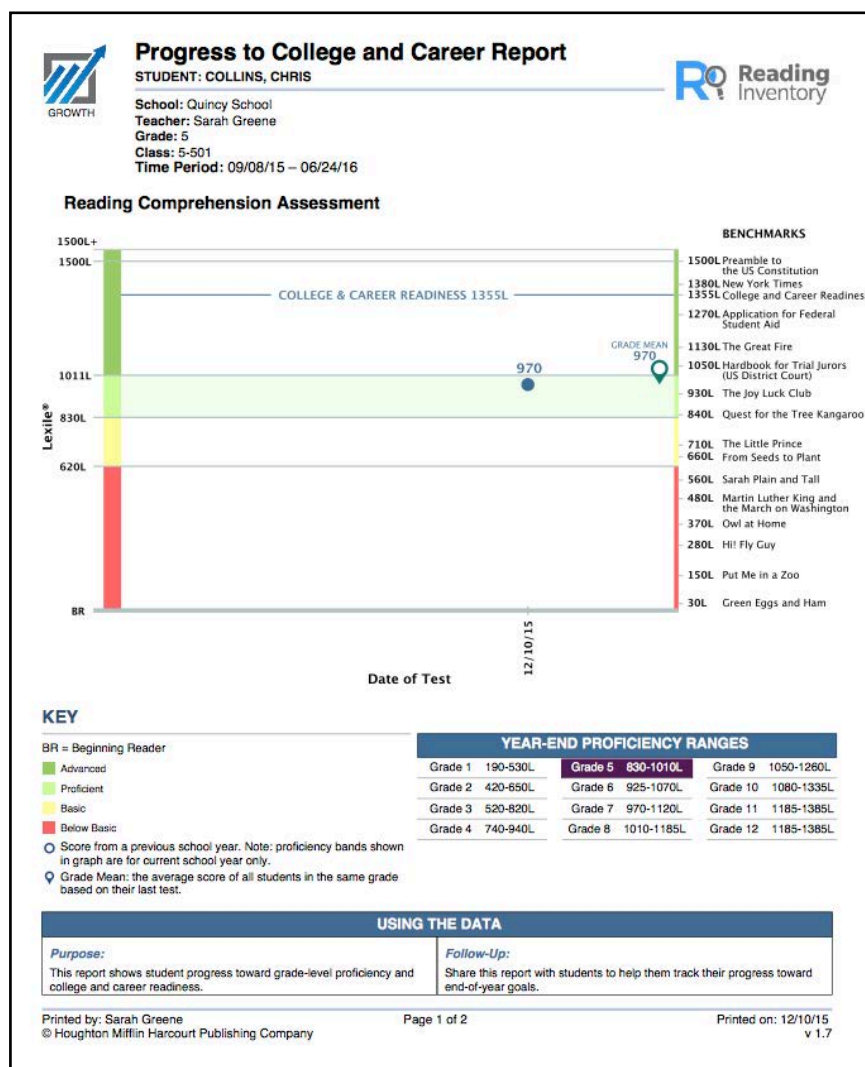 Progress to College and Career Report
STUDENT: COLLINS, CHRIS
GROWTH
Reading
Inventory
School: Quincy School
Teacher: Sarah Greene
Grade: 5
Class: 5-501
Time Period: 09/08/15 – 06/24/16
Reading Comprehension Assessment
BENCHMARKS
1500L+
1500L
1011L
830L
620L
BR
Lexile®
COLLEGE & CAREER READINESS 1355L
970
GRADE MEAN
970
1500L Preamble to
the US Constitution
1380L New York Times
1355L College and Career Readines
1270L Application for Federal
Student Aid
1130L The Great Fire
1050L Hardbook for Trial Jurors
(US District Court)
930L The Joy Luck Club
840L Quest for the Tree Kangaroo
710L The Little Prince
660L From Seeds to Plant
560L Sarah Plain and Tall
480L Martin Luther King and
the March on Washington
370L Owl at Home
280L Hi! Fly Guy
150L Put Me in a Zoo
30L Green Eggs and Ham
12/10/15
Date of Test
KEY
BR = Beginning Reader
Advanced
Proficient
Basic
Below Basic
Score from a previous school year. Note: proficiency bands shown
in graph are for current school year only.
Grade Mean: the average score of all students in the same grade
based on their last test.
YEAR-END PROFICIENCY RANGES
Grade 1 190-530L Grade 5 830-1010L Grade 9 1050-1260L
Grade 2 420-650L Grade 6 925-1070L Grade 10 1080-1335L
Grade 3 520-820L Grade 7 970-1120L Grade 11 1185-1385L
Grade 4 740-940L Grade 8 1010-1185L Grade 12 1185-1385L
USING THE DATA
Purpose:
This report shows student progress toward grade-level proficiency and
college and career readiness.
Follow-Up:
Share this report with students to help them track their progress toward
end-of-year goals.
Printed by: Sarah Greene Page 1 of 2 Printed on: 12/10/15
© Houghton Mifflin Harcourt Publishing Company v 1.7